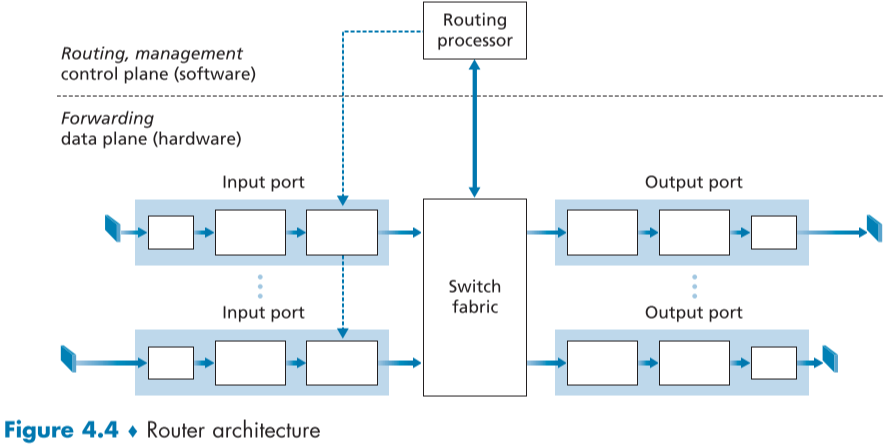 Routing
processor
Routing, management
control plane (software)
Forwarding
data plane (hardware)
Input port
Output port
Switch
fabric
Input port
Output port
Figure 4.4 ♦ Router architecture